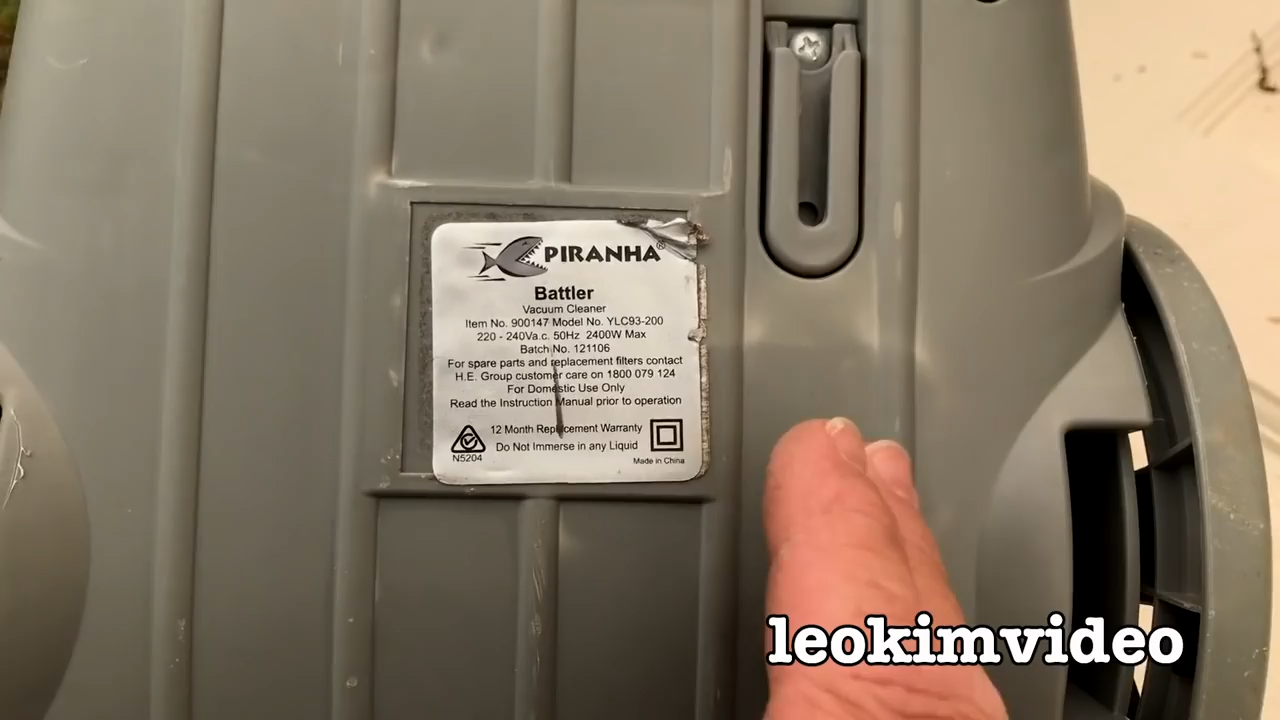 PIRANHA®
Battler
Vacuum Cleaner
Item No. 900147 Model No. YLC93-200
220 - 240Va.c. 50Hz 2400W Max
Batch No. 121106
For spare parts and replacement filters contact
H.E. Group customer care on 1800 079 124
For Domestic Use Only
Read the Instruction Manual prior to operation
12 Month Replacement Warranty
Do Not Immerse in any Liquid
N5204
Made in China
leokimvideo